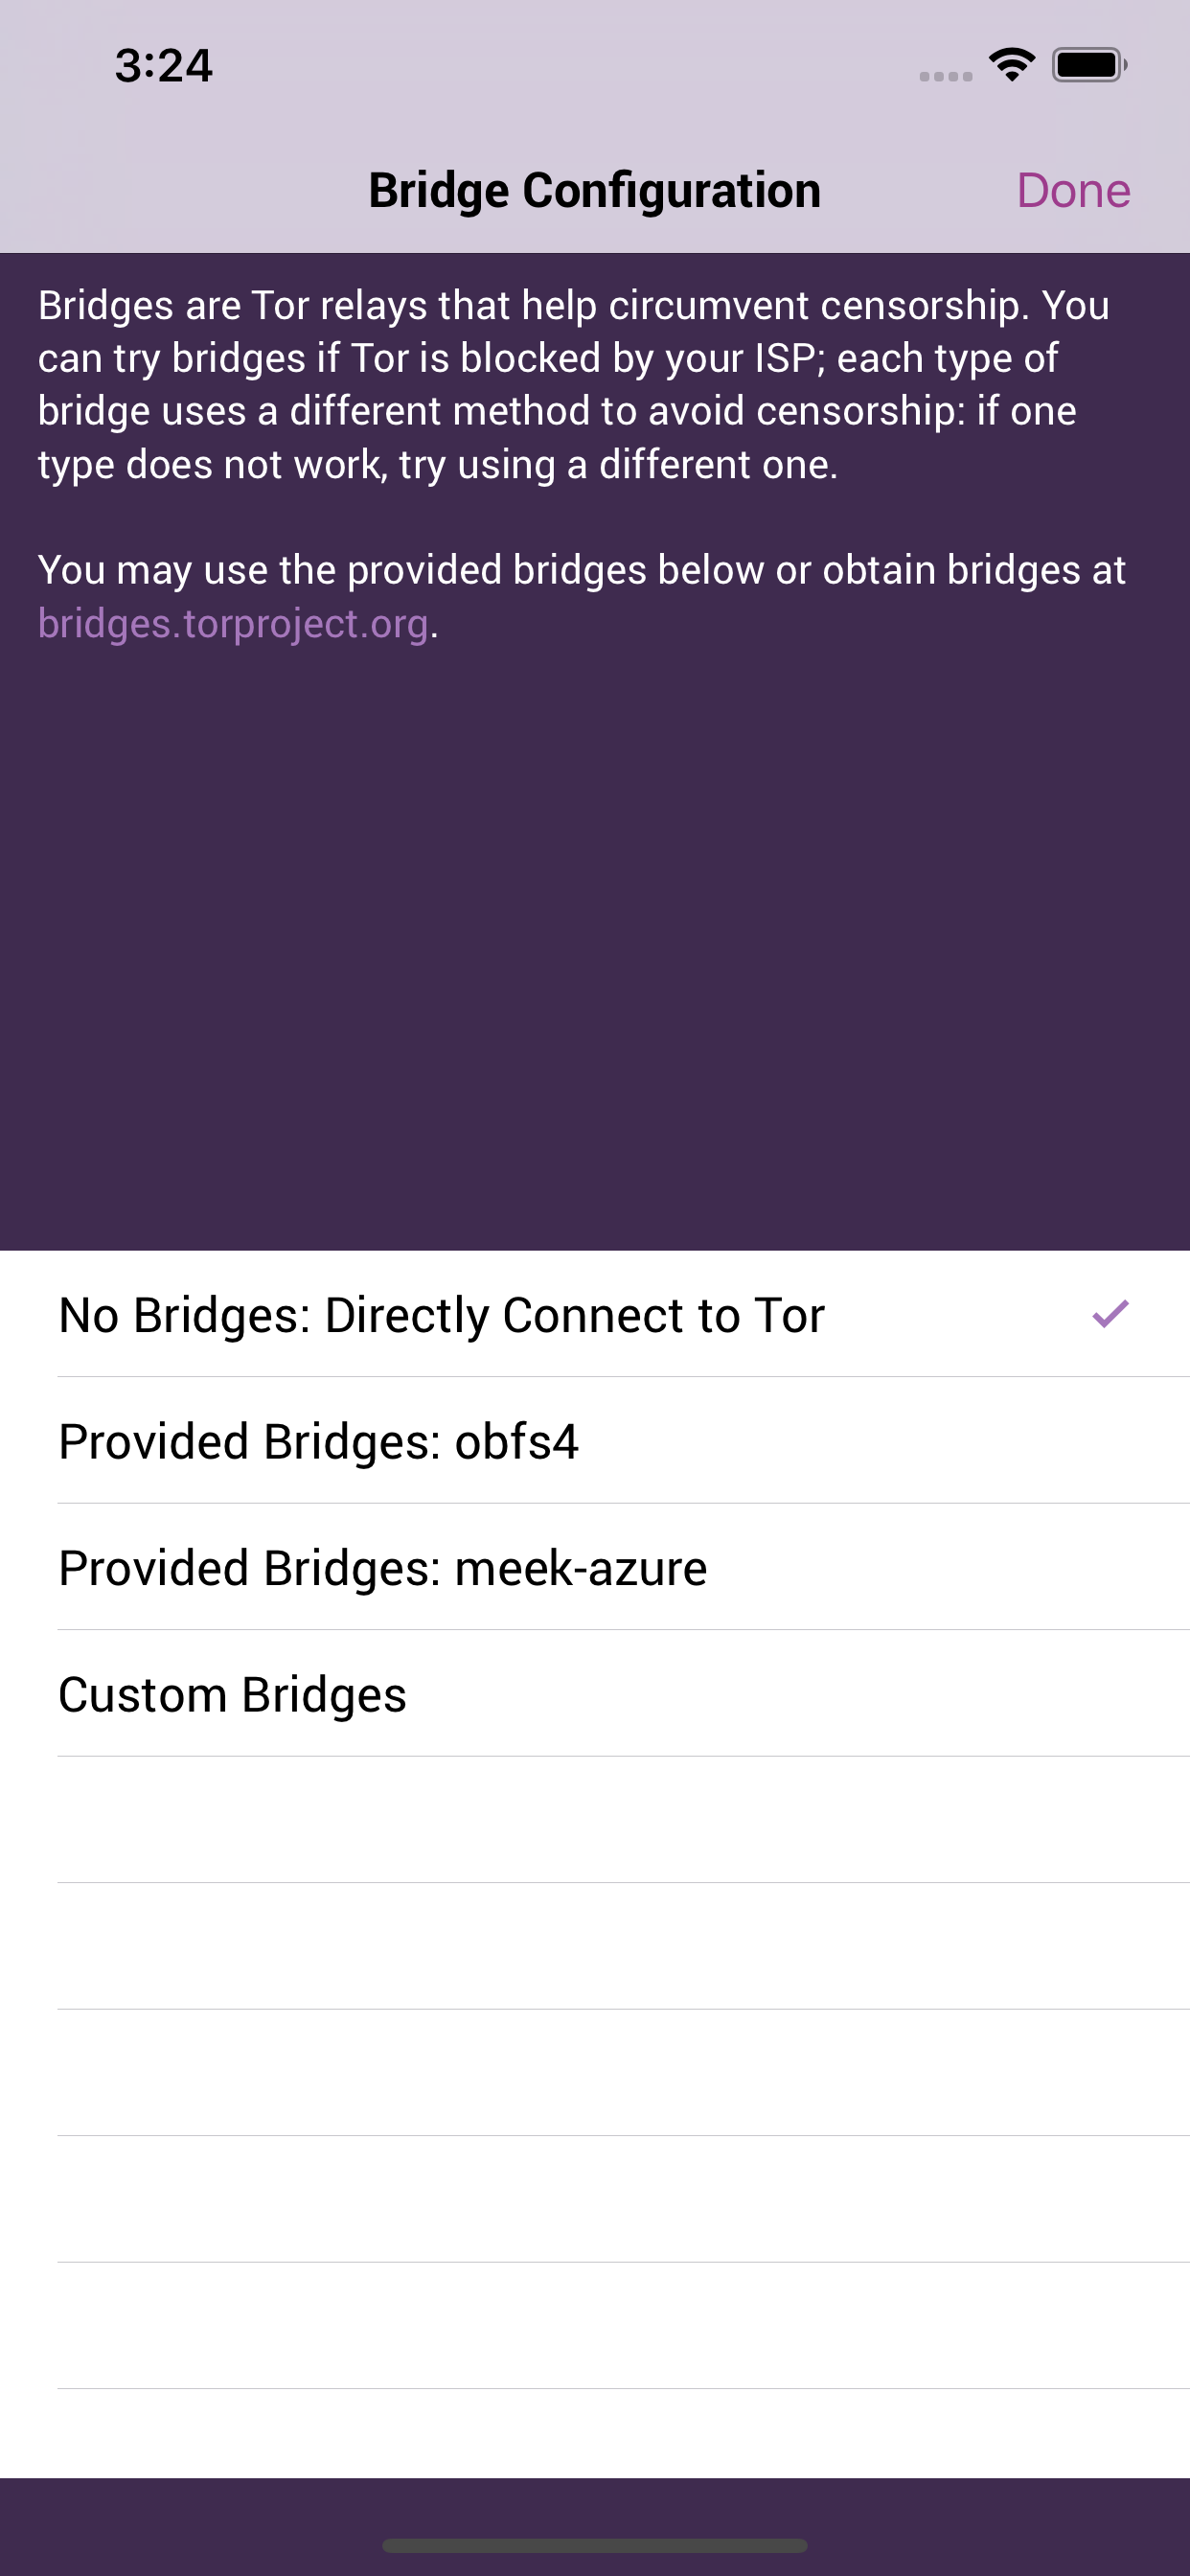 3:24
Bridge Configuration
Done
Bridges are Tor relays that help circumvent censorship. You
can try bridges if Tor is blocked by your ISP; each type of
bridge uses a different method to avoid censorship: if one
type does not work, try using a different one.
You may use the provided bridges below or obtain bridges at
bridges.torproject.org.
No Bridges: Directly Connect to Tor
Provided Bridges: obfs4
Provided Bridges: meek-azure
Custom Bridges